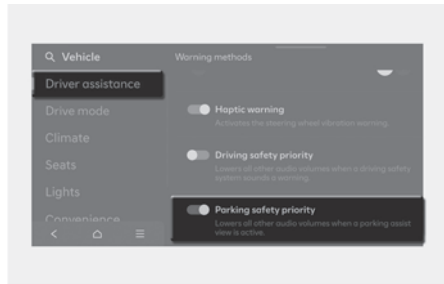 Vehicle
Warning methods
Driver assistance
Drive mode
Haptic warning
Activates the steering wheel vibration warning.
Climate
Driving safety priority
Lowers all other audio volumes when a driving safety
system sounds a warning.
Seats
Lights
Parking safety priority
Lowers all other audio volumes when a parking assist
view is active.
Convenience